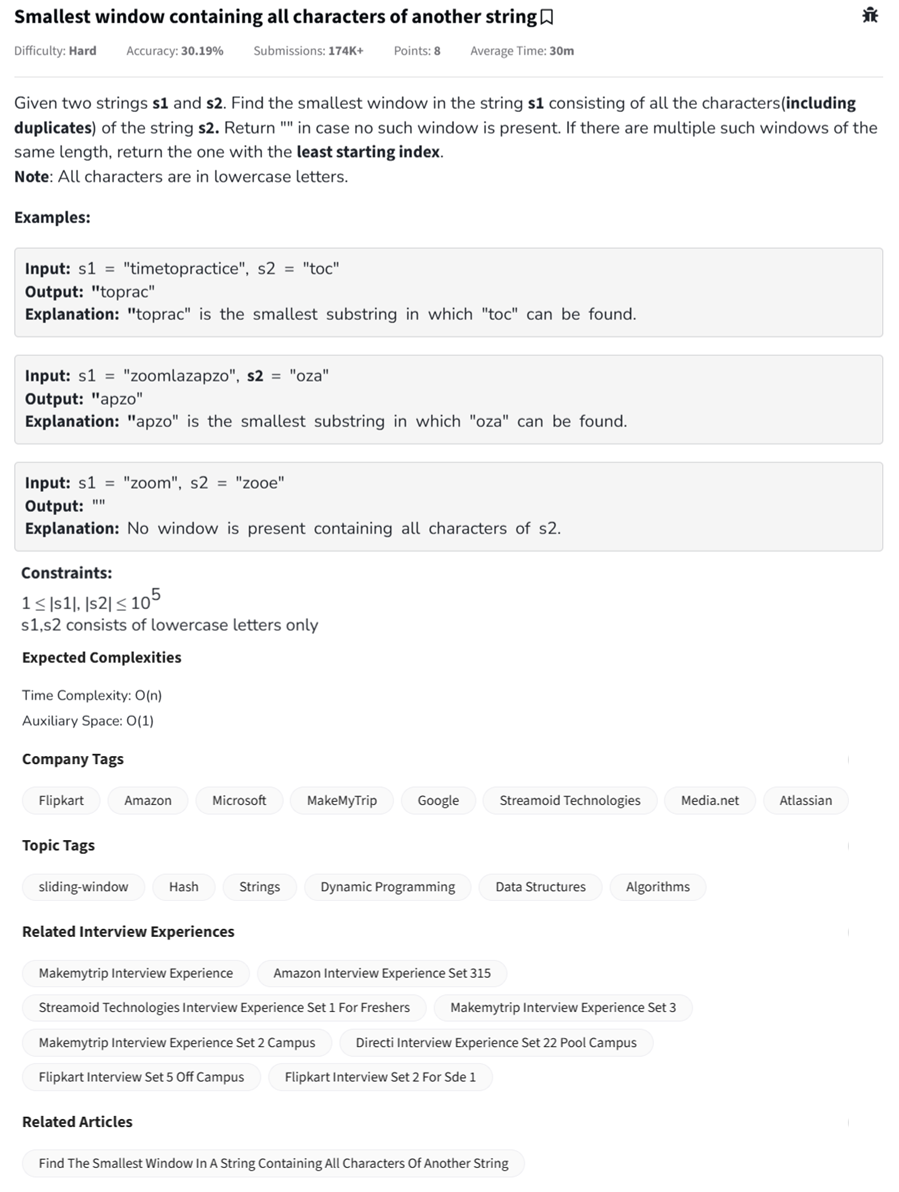 Smallest window containing all characters of another string
Difficulty: Hard Accuracy: 30.19% Submissions: 174K+ Points: 8 Average Time: 30m
Given two strings s1 and s2. Find the smallest window in the string s1 consisting of all the characters(including
duplicates) of the string s2. Return "" in case no such window is present. If there are multiple such windows of the
same length, return the one with the least starting index.
Note: All characters are in lowercase letters.
Examples:
Input: s1 = "timetopractice", s2 = "toc"
Output: "toprac"
Explanation: "toprac" is the smallest substring in which "toc" can be found.
Input: s1 = "zoomlazapzo", s2 = "oza"
Output: "apzo"
Explanation: "apzo" is the smallest substring in which "oza" can be found.
Input: s1 = "zoom", s2 = "zooe"
Output: ""
Explanation: No window is present containing all characters of s2.
Constraints:
1 ≤ |s1|, |s2| ≤ 10⁵
s1,s2 consists of lowercase letters only
Expected Complexities
Time Complexity: O(n)
Auxiliary Space: O(1)
Company Tags
Flipkart Amazon Microsoft MakeMyTrip Google Streamoid Technologies Media.net Atlassian
Topic Tags
sliding-window Hash Strings Dynamic Programming Data Structures Algorithms
Related Interview Experiences
Makemytrip Interview Experience Amazon Interview Experience Set 315
Streamoid Technologies Interview Experience Set 1 For Freshers Makemytrip Interview Experience Set 3
Makemytrip Interview Experience Set 2 Campus Directi Interview Experience Set 22 Pool Campus
Flipkart Interview Set 5 Off Campus Flipkart Interview Set 2 For Sde 1
Related Articles
Find The Smallest Window In A String Containing All Characters Of Another String